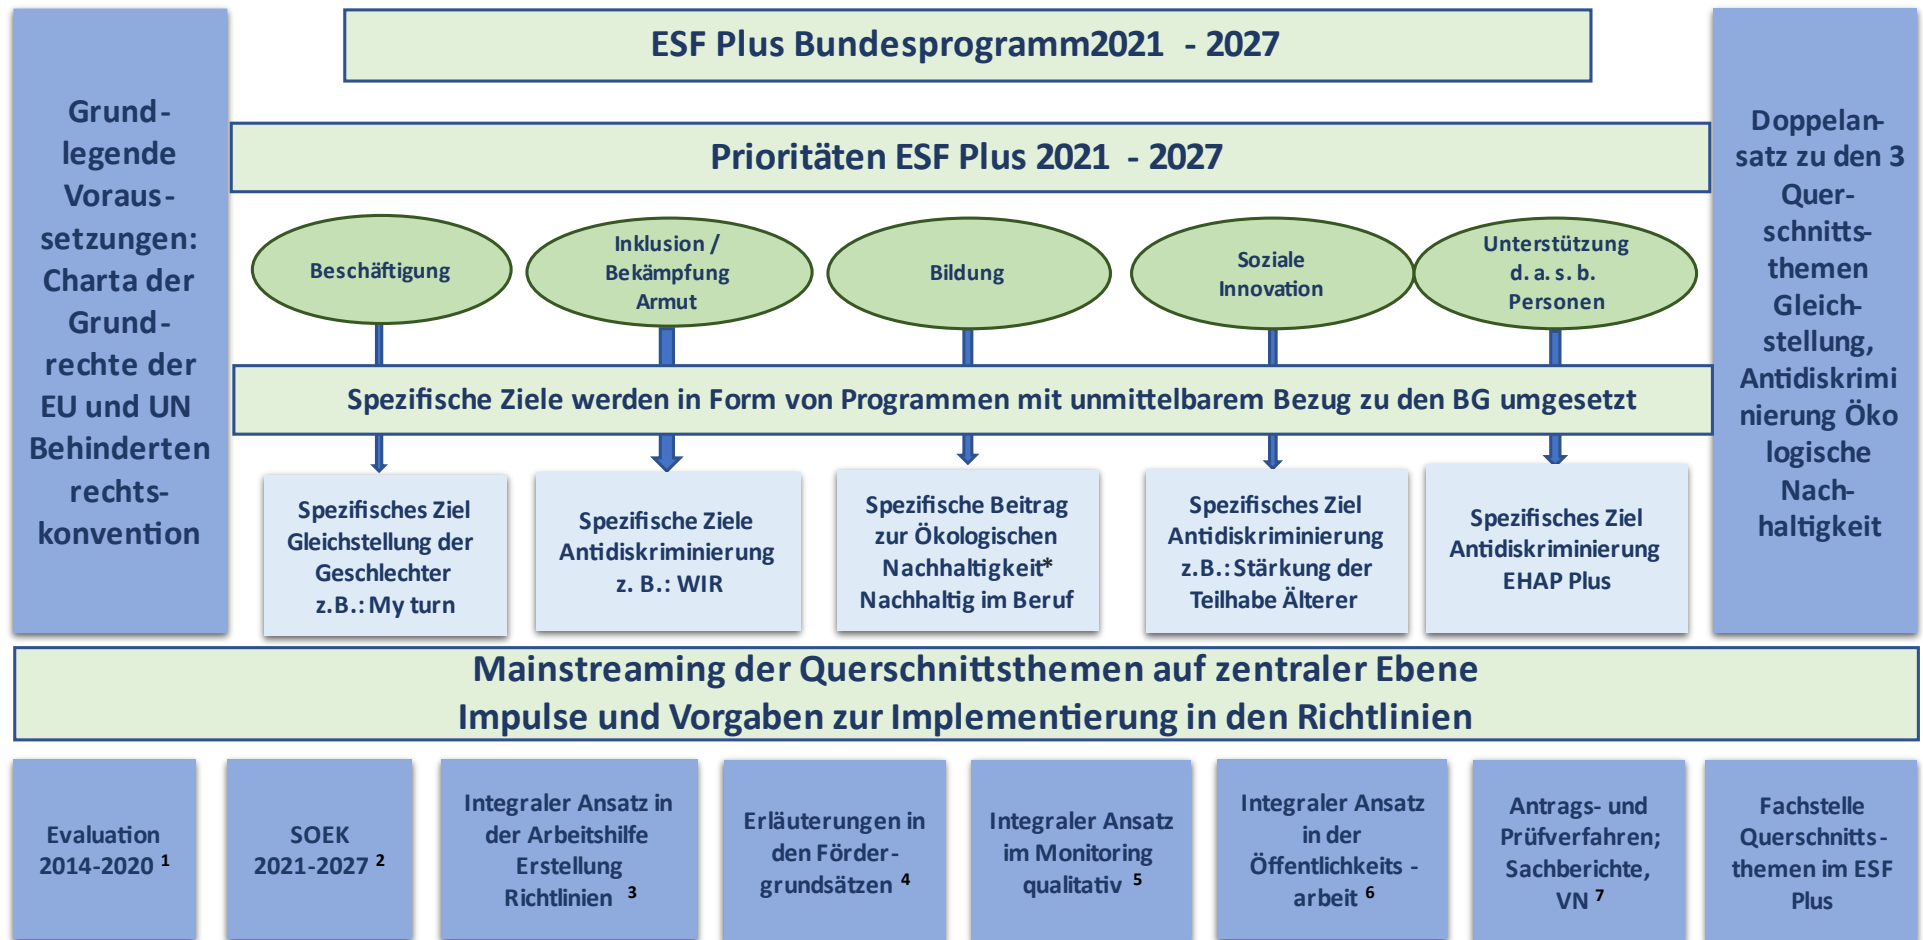 ESF Plus Bundesprogramm2021 - 2027
Grund-
legende
Voraus-
setzungen:
Charta der
Grund-
rechte der
EU und UN
Behinderten
rechts-
konvention
Prioritäten ESF Plus 2021 - 2027
Beschäftigung
Inklusion /
Bekämpfung
Armut
Bildung
Soziale
Innovation
Unterstützung
d. a. s. b.
Personen
Spezifische Ziele werden in Form von Programmen mit unmittelbarem Bezug zu den BG umgesetzt
Spezifisches Ziel
Gleichstellung der
Geschlechter
z.B.: My turn
Spezifische Ziele
Antidiskriminierung
z. B.: WIR
Spezifische Beitrag
zur Ökologischen
Nachhaltigkeit*
Nachhaltig im Beruf
Spezifisches Ziel
Antidiskriminierung
z.B.: Stärkung der
Teilhabe Älterer
Spezifisches Ziel
Antidiskriminierung
EHAP Plus
Doppelan-
satz zu den 3
Quer-
schnitts-
themen
Gleich-
stellung,
Antidiskrimi
nierung Öko
logische
Nach-
haltigkeit
Mainstreaming der Querschnittsthemen auf zentraler Ebene
Impulse und Vorgaben zur Implementierung in den Richtlinien
Evaluation
2014-2020 1
SOEK
2021-2027 2
Integraler Ansatz in
der Arbeitshilfe
Erstellung
Richtlinien 3
Erläuterungen in
den Förder-
grundsätzen 4
Integraler Ansatz
im Monitoring
qualitativ 5
Integraler Ansatz
in der
Öffentlichkeits -
arbeit 6
Antrags- und
Prüfverfahren;
Sachberichte,
VN 7
Fachstelle
Querschnitts-
themen im ESF
Plus